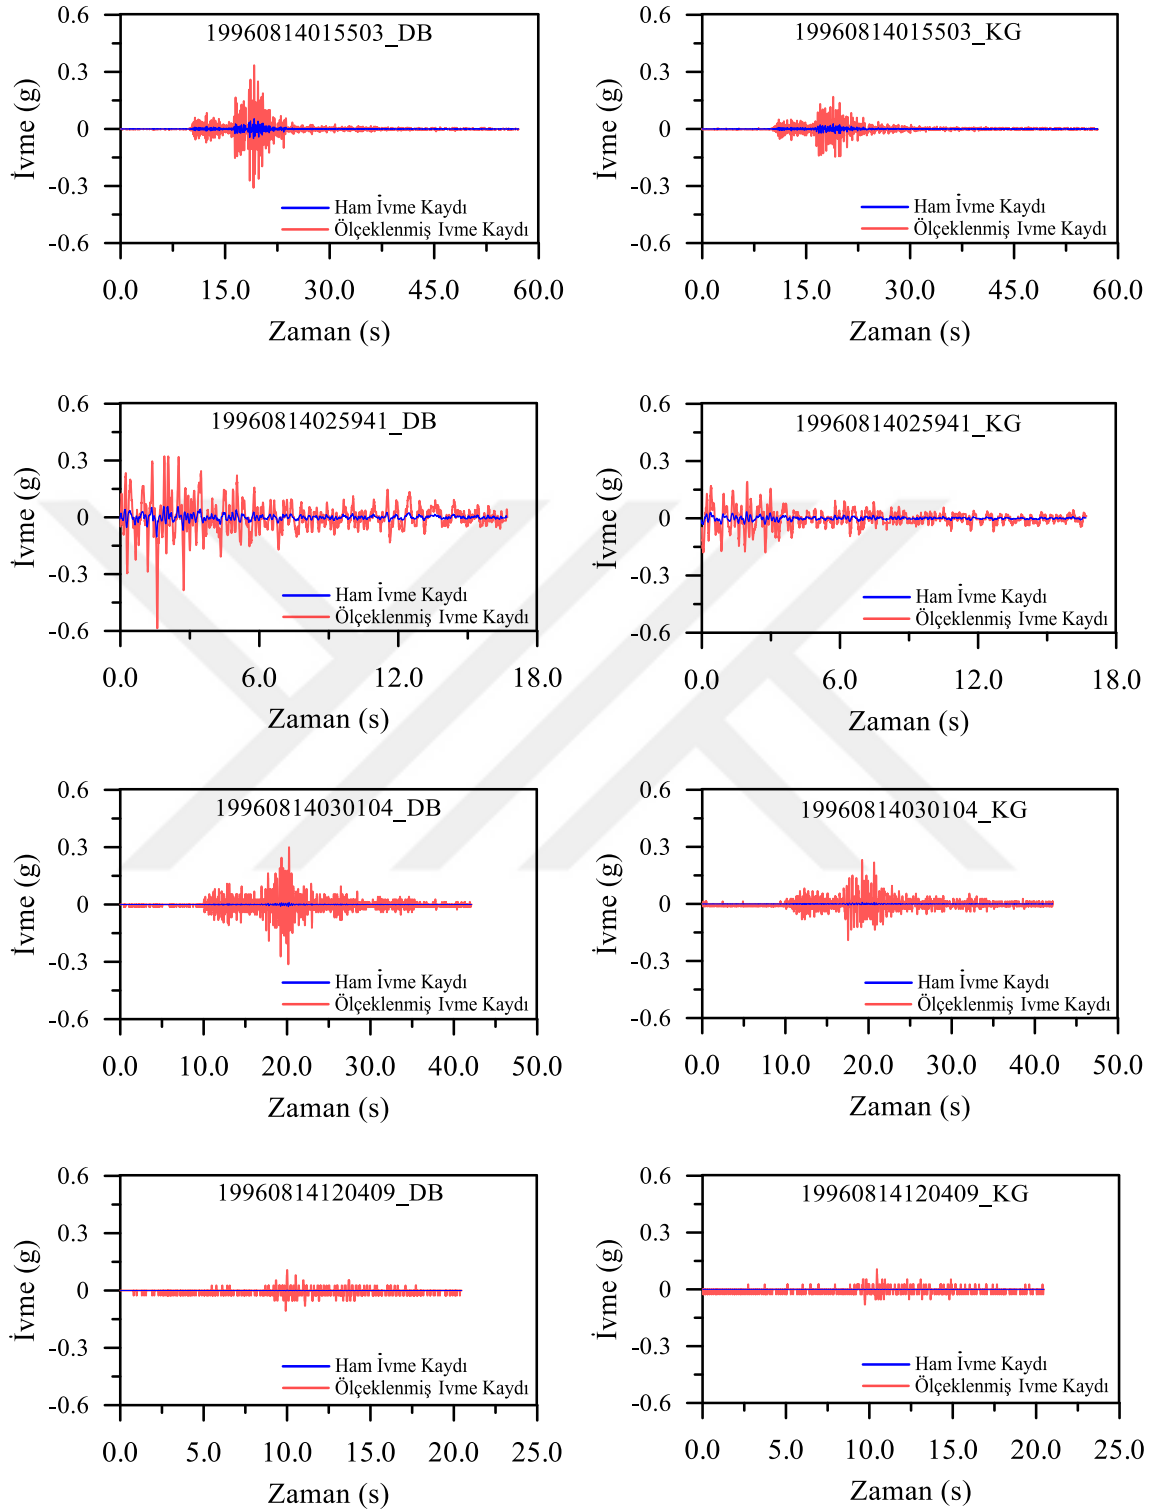 19960814015503_DB
0.6
0.3
0
-0.3
-0.6
İvme (g)
Ham İvme Kaydı
Ölçeklenmiş Ivme Kaydı
0.0 15.0 30.0 45.0 60.0
Zaman (s)
19960814015503_KG
0.6
0.3
0
-0.3
-0.6
İvme (g)
Ham İvme Kaydı
Ölçeklenmiş Ivme Kaydı
0.0 15.0 30.0 45.0 60.0
Zaman (s)
19960814025941_DB
0.6
0.3
0
-0.3
-0.6
İvme (g)
Ham İvme Kaydı
Ölçeklenmiş Ivme Kaydı
0.0 6.0 12.0 18.0
Zaman (s)
19960814025941_KG
0.6
0.3
0
-0.3
-0.6
İvme (g)
Ham İvme Kaydı
Ölçeklenmiş Ivme Kaydı
0.0 6.0 12.0 18.0
Zaman (s)
19960814030104_DB
0.6
0.3
0
-0.3
-0.6
İvme (g)
Ham İvme Kaydı
Ölçeklenmiş Ivme Kaydı
0.0 10.0 20.0 30.0 40.0 50.0
Zaman (s)
19960814030104_KG
0.6
0.3
0
-0.3
-0.6
İvme (g)
Ham İvme Kaydı
Ölçeklenmiş Ivme Kaydı
0.0 10.0 20.0 30.0 40.0 50.0
Zaman (s)
19960814120409_DB
0.6
0.3
0
-0.3
-0.6
İvme (g)
Ham İvme Kaydı
Ölçeklenmiş Ivme Kaydı
0.0 5.0 10.0 15.0 20.0 25.0
Zaman (s)
19960814120409_KG
0.6
0.3
0
-0.3
-0.6
İvme (g)
Ham İvme Kaydı
Ölçeklenmiş Ivme Kaydı
0.0 5.0 10.0 15.0 20.0 25.0
Zaman (s)